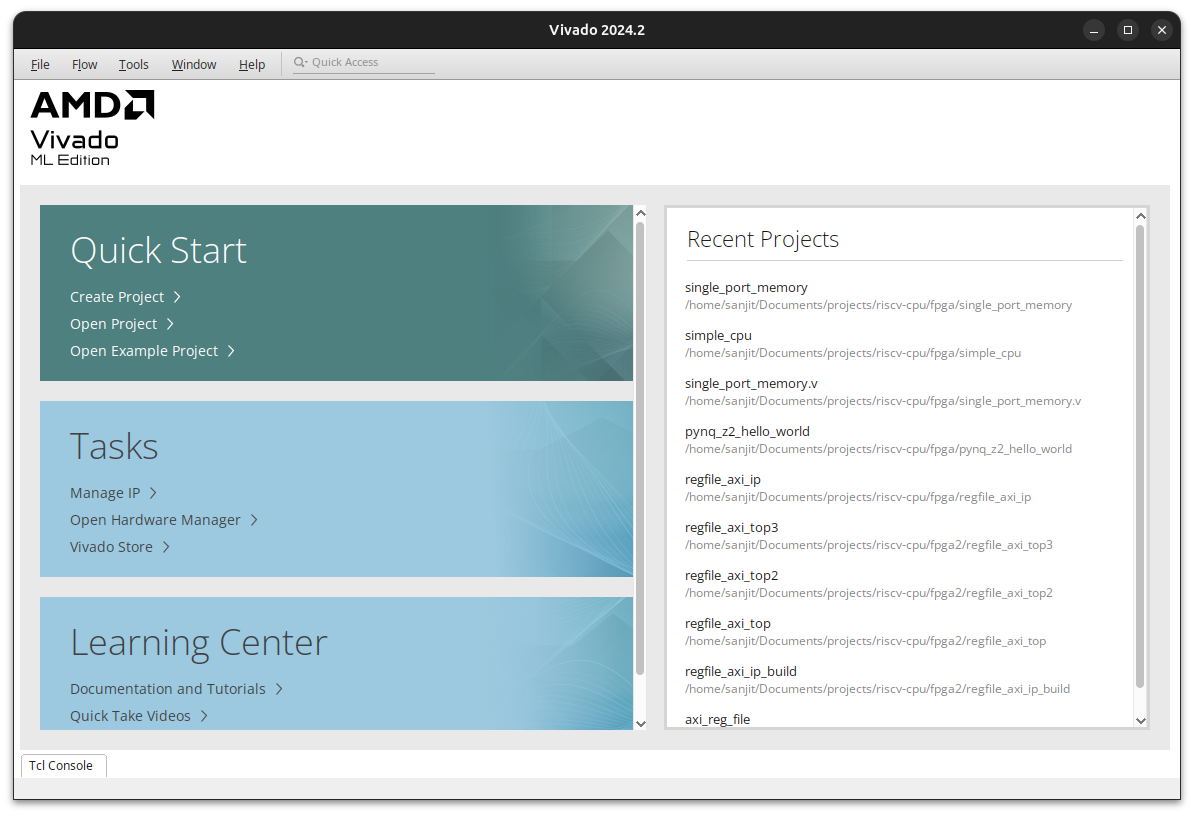 Vivado 2024.2
File Flow Tools Window Help Quick Access
AMD
Vivado
ML Edition
Quick Start
Create Project
Open Project
Open Example Project
Tasks
Manage IP
Open Hardware Manager
Vivado Store
Learning Center
Documentation and Tutorials
Quick Take Videos
Recent Projects
single_port_memory
/home/sanjit/Documents/projects/riscv-cpu/fpga/single_port_memory
simple_cpu
/home/sanjit/Documents/projects/riscv-cpu/fpga/simple_cpu
single_port_memory.v
/home/sanjit/Documents/projects/riscv-cpu/fpga/single_port_memory.v
pynq_z2_hello_world
/home/sanjit/Documents/projects/riscv-cpu/fpga/pynq_z2_hello_world
regfile_axi_ip
/home/sanjit/Documents/projects/riscv-cpu/fpga/regfile_axi_ip
regfile_axi_top3
/home/sanjit/Documents/projects/riscv-cpu/fpga2/regfile_axi_top3
regfile_axi_top2
/home/sanjit/Documents/projects/riscv-cpu/fpga2/regfile_axi_top2
regfile_axi_top
/home/sanjit/Documents/projects/riscv-cpu/fpga2/regfile_axi_top
regfile_axi_ip_build
/home/sanjit/Documents/projects/riscv-cpu/fpga2/regfile_axi_ip_build
axi_reg_file
Tcl Console